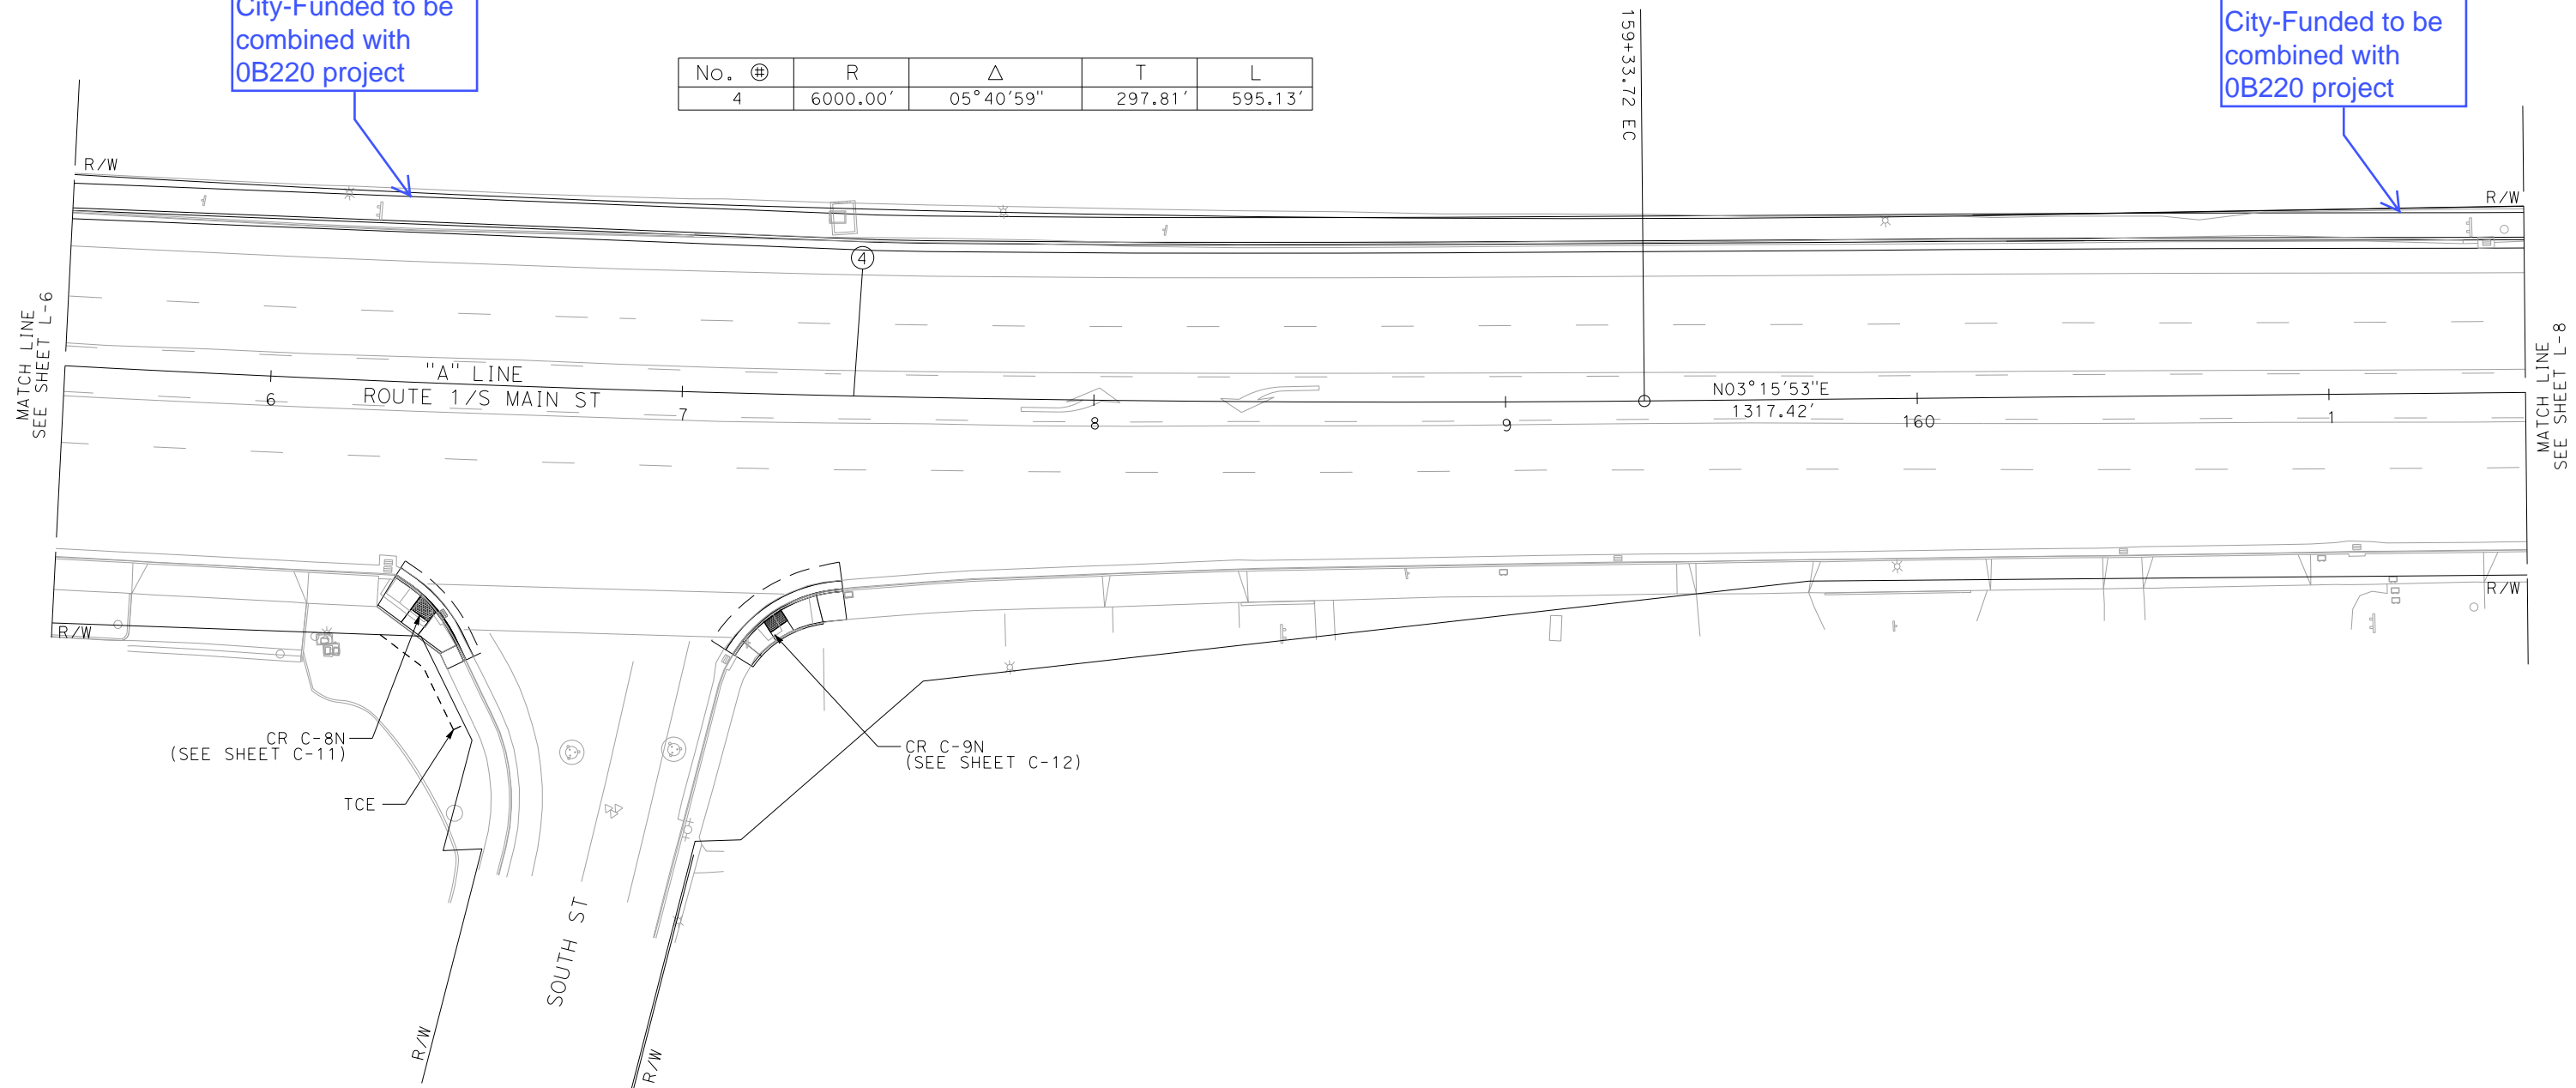 City-Funded to be
combined with
0B220 project
City-Funded to be
combined with
0B220 project
No. # R △ T L
4 6000.00' 05°40'59" 297.81' 595.13'
159+33.72 EC
R/W
R/W
4
MATCH LINE
SEE SHEET L-6
"A" LINE
ROUTE 1/S MAIN ST
6
7
8
9
N03°15'53"E
1317.42'
160
1
MATCH LINE
SEE SHEET L-8
R/W
R/W
CR C-8N
(SEE SHEET C-11)
TCE
CR C-9N
(SEE SHEET C-12)
SOUTH ST
R/W
R/W